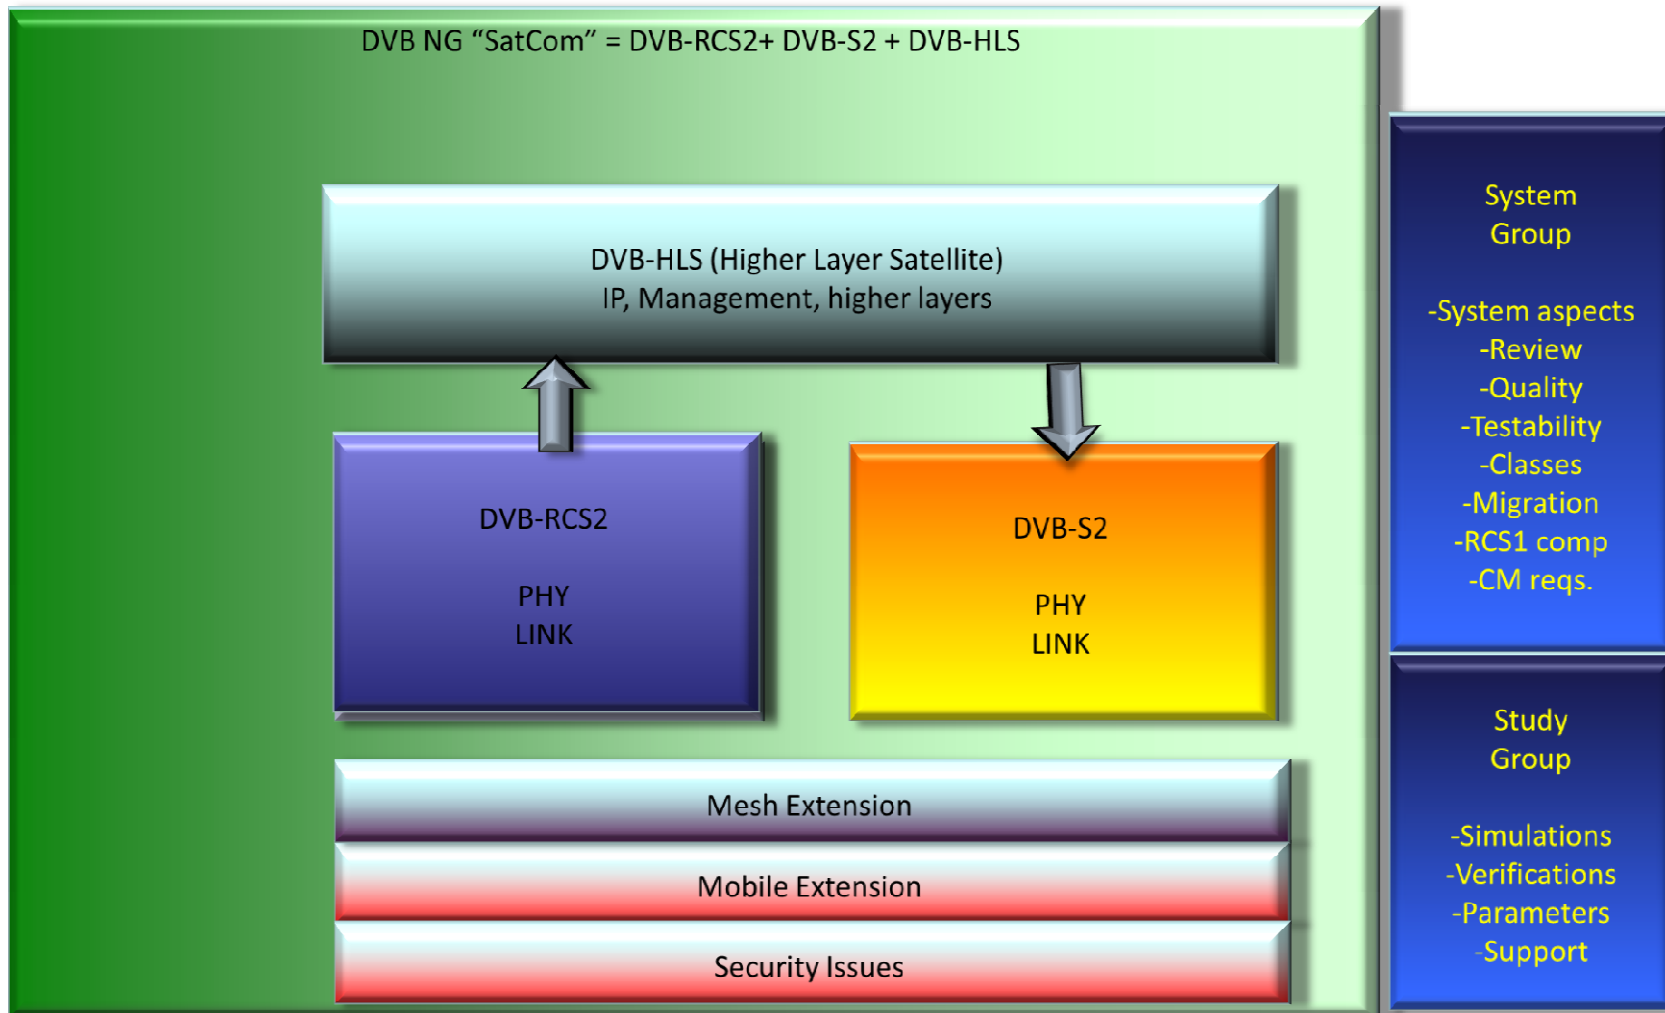 DVB NG “SatCom” = DVB-RCS2+ DVB-S2 + DVB-HLS
DVB-HLS (Higher Layer Satellite)
IP, Management, higher layers
DVB-RCS2
PHY
LINK
DVB-S2
PHY
LINK
Mesh Extension
Mobile Extension
Security Issues
System
Group
-System aspects
-Review
-Quality
-Testability
-Classes
-Migration
-RCS1 comp
-CM reqs.
Study
Group
-Simulations
-Verifications
-Parameters
-Support